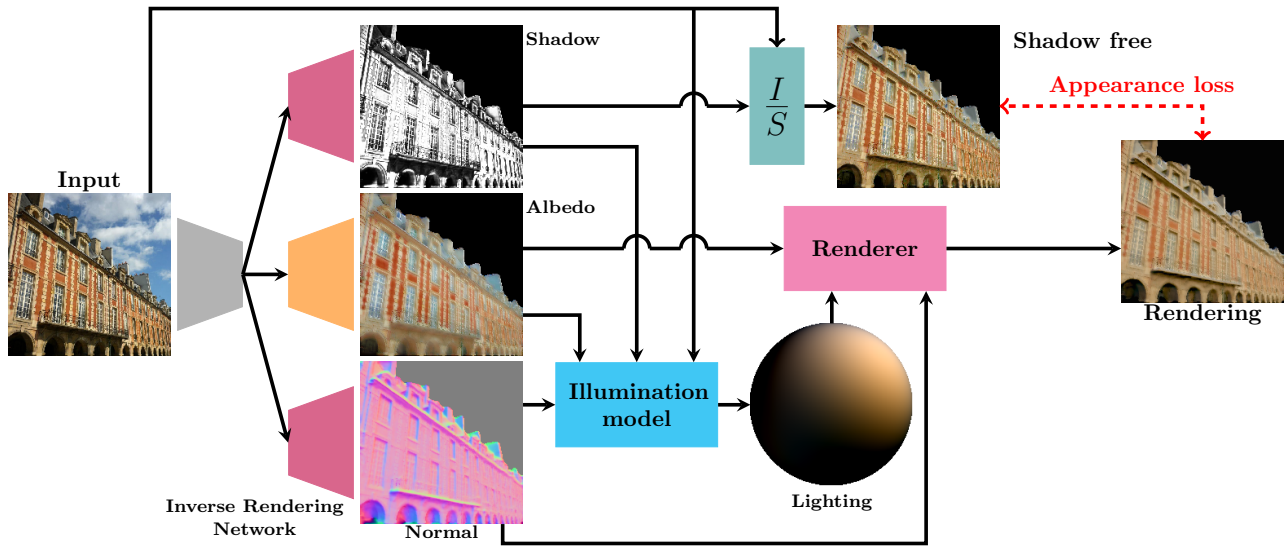 Shadow
Shadow free
I
S
Appearance loss
Input
Albedo
Renderer
Rendering
Illumination
model
Lighting
Inverse Rendering
Network
Normal